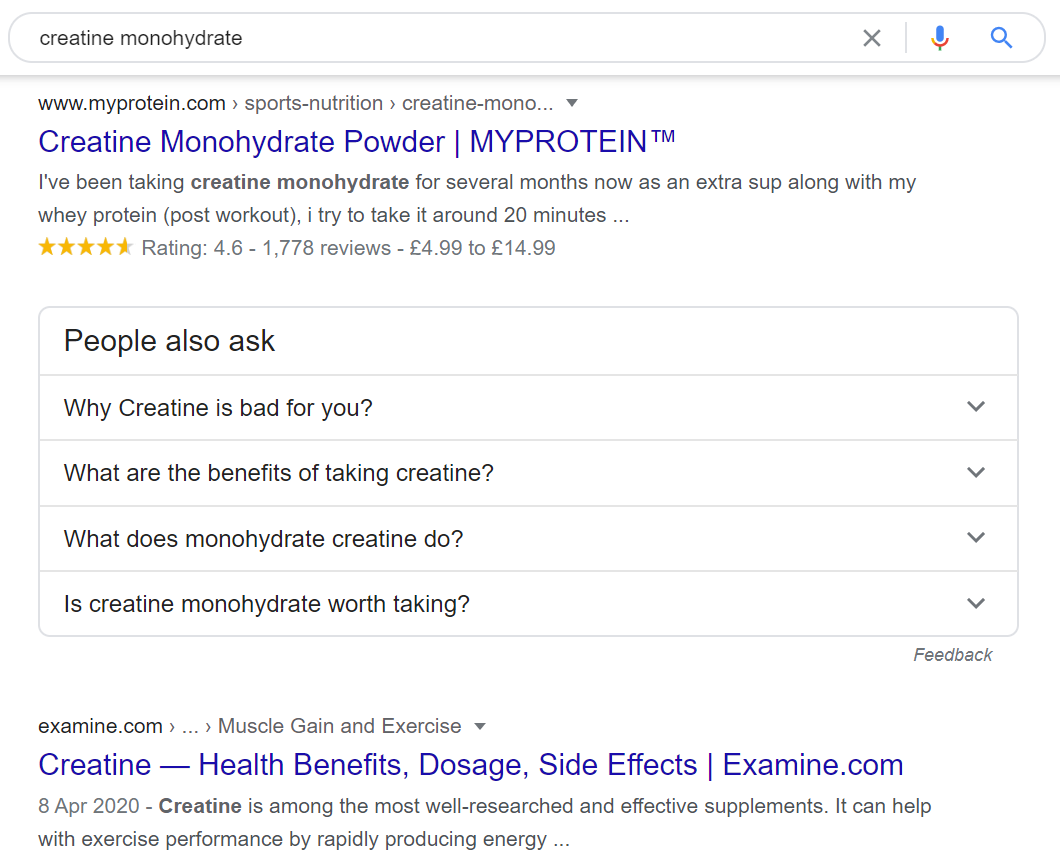 creatine monohydrate
www.myprotein.com › sports-nutrition › creatine-mono...
Creatine Monohydrate Powder | MYPROTEIN™
I've been taking creatine monohydrate for several months now as an extra sup along with my
whey protein (post workout), i try to take it around 20 minutes ...
Rating: 4.6 - 1,778 reviews - £4.99 to £14.99
People also ask
Why Creatine is bad for you?
What are the benefits of taking creatine?
What does monohydrate creatine do?
Is creatine monohydrate worth taking?
Feedback
examine.com › ... › Muscle Gain and Exercise
Creatine — Health Benefits, Dosage, Side Effects | Examine.com
8 Apr 2020 - Creatine is among the most well-researched and effective supplements. It can help
with exercise performance by rapidly producing energy ...